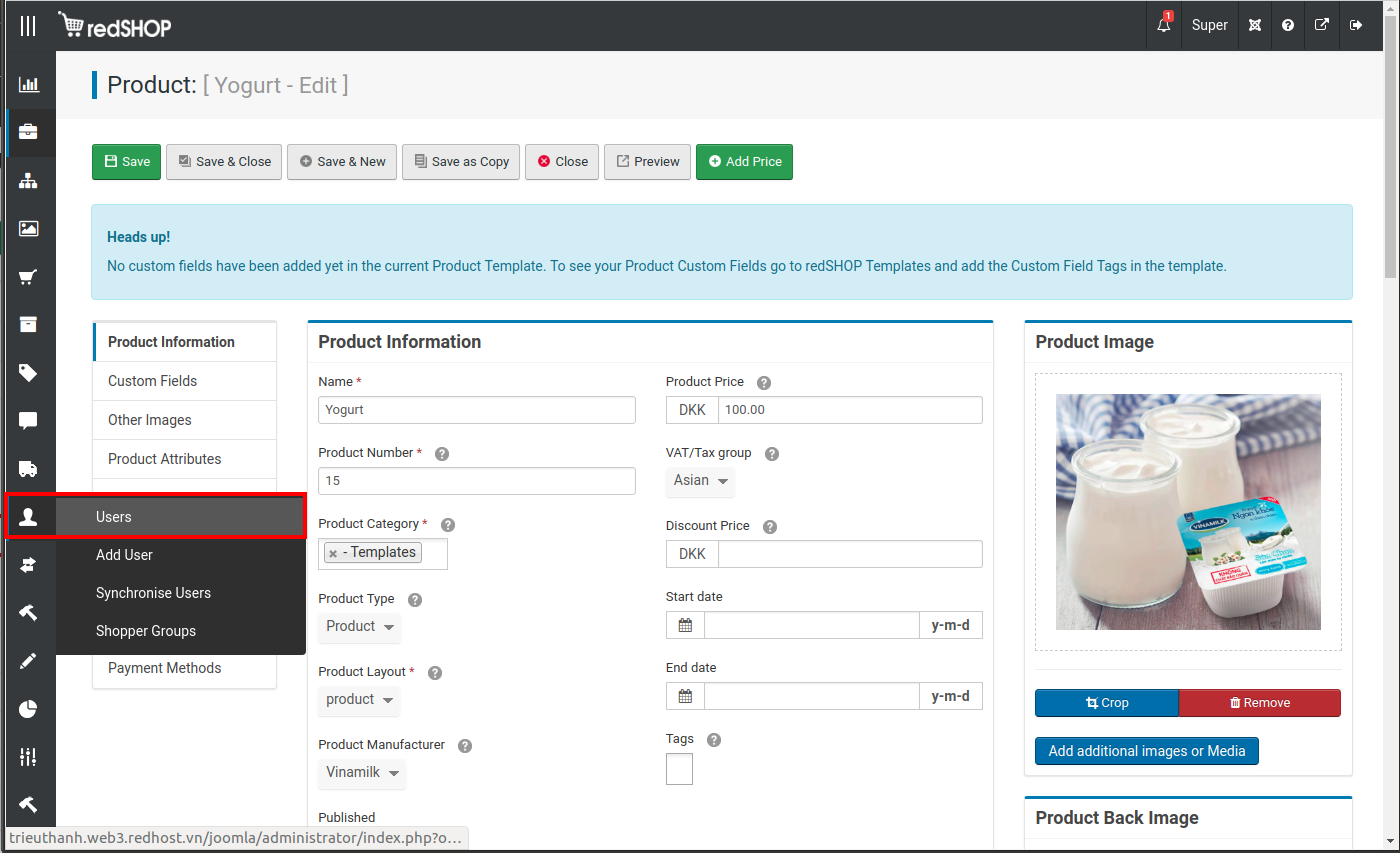 redSHOP
1
Super
Product: [ Yogurt - Edit ]
Save
Save & Close
Save & New
Save as Copy
Close
Preview
Add Price
Heads up!
No custom fields have been added yet in the current Product Template. To see your Product Custom Fields go to redSHOP Templates and add the Custom Field Tags in the template.
Product Information
Custom Fields
Other Images
Product Attributes
Users
Add User
Synchronise Users
Shopper Groups
Payment Methods
Product Information
Name *
Yogurt
Product Number *
15
Product Category *
- Templates
Product Type
Product
Product Layout *
product
Product Manufacturer
Vinamilk
Published
Product Price
DKK 100.00
VAT/Tax group
Asian
Discount Price
DKK
Start date
y-m-d
End date
y-m-d
Tags
Product Image
VINAMILK
Ngon khỏe
KHÔNG
Crop
Remove
Add additional images or Media
Product Back Image
trieuthanh.web3.redhost.vn/joomla/administrator/index.php?o...